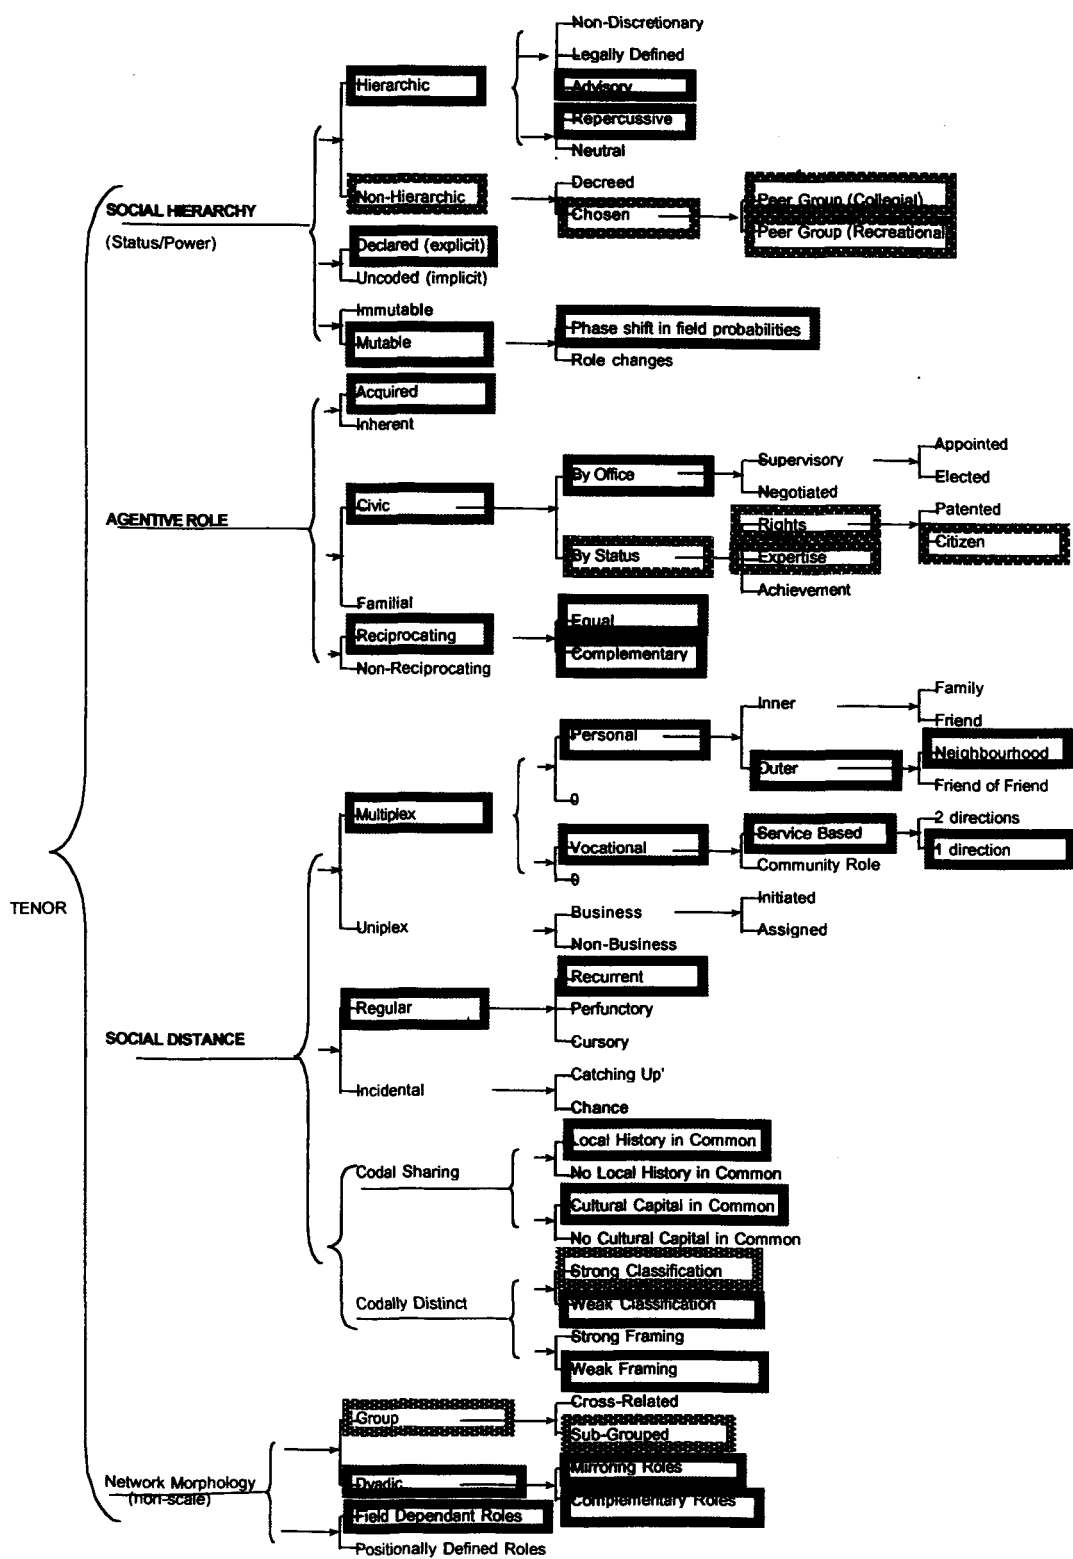 Non-Discretionary
Legally Defined
Hierarchic
Advisory
Repercussive
Neutral
Decreed
Non-Hierarchic
Peer Group (Collegial)
SOCIAL HIERARCHY
Chosen
Peer Group (Recreational
(Status/Power)
Declared (explicit)
Uncoded (implicit)
Immutable
Phase shift in field probabilities
Mutable
Role changes
Acquired
Inherent
Appointed
Supervisory
By Office
Elected
Negotiated
Civic
Patented
AGENTIVE ROLE
Rights
Citizen
By Status
Expertise
Achievement
Familial
Equal
Reciprocating
Complementary
Non-Reciprocating
Family
Inner
Friend
Personal
Neighbourhood
Outer
Friend of Friend
0
Multiplex
2 directions
Service Based
Vocational
1 direction
Community Role
0
TENOR
Initiated
Business
Uniplex
Assigned
Non-Business
Recurrent
Regular
Perfunctory
SOCIAL DISTANCE
Cursory
Catching Up'
Incidental
Chance
Local History in Common
Codal Sharing
No Local History in Common
Cultural Capital in Common
No Cultural Capital in Common
Strong Classification
Codally Distinct
Weak Classification
Strong Framing
Weak Framing
Cross-Related
Group
Sub-Grouped
Mirroring Roles
Network Morphology
Dyadic
(non-scale)
Complementary Roles
Field Dependant Roles
Positionally Defined Roles